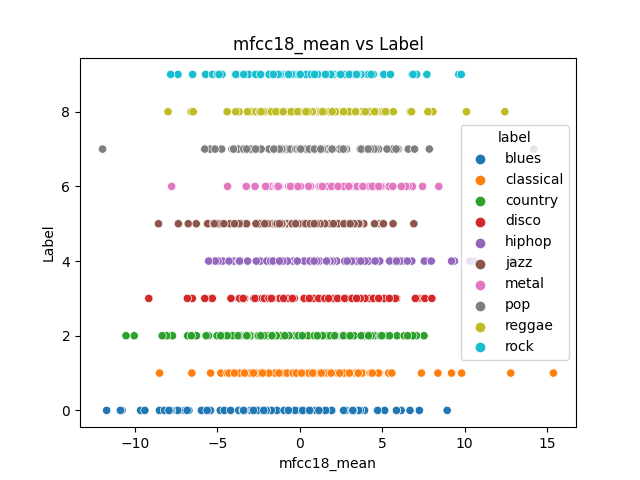 mfcc18_mean vs Label
8
6
4
2
0
Label
label
blues
classical
country
disco
hiphop
jazz
metal
pop
reggae
rock
−10
−5
0
5
10
15
mfcc18_mean